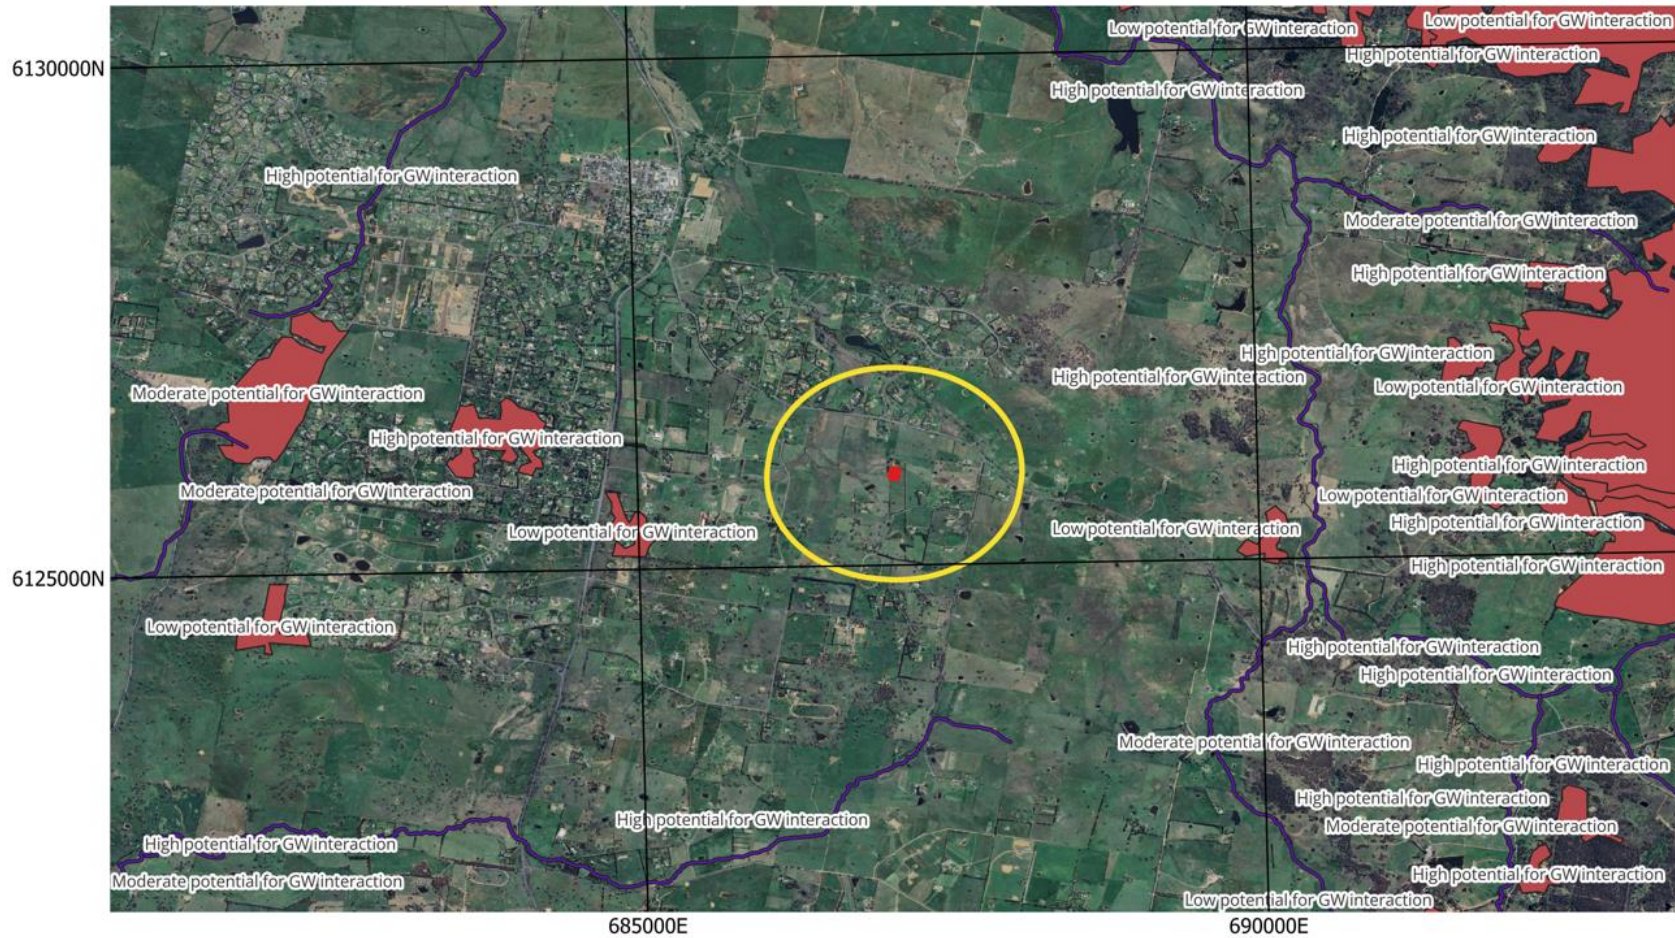 Low potential for GW interaction
Low potential for GW interaction
High potential for GW interaction
6130000N
High potential for GW interaction
High potential for GW interaction
High potential for GW interaction
Moderate potential for GW interaction
High potential for GW interaction
High potential for GW interaction
High potential for GW interaction
Low potential for GW interaction
Moderate potential for GW interaction
High potential for GW interaction
High potential for GW interaction
Moderate potential for GW interaction
Low potential for GW interaction
High potential for GW interaction
Low potential for GW interaction
Low potential for GW interaction
High potential for GW interaction
6125000N
Low potential for GW interaction
High potential for GW interaction
High potential for GW interaction
Moderate potential for GW interaction
High potential for GW interaction
High potential for GW interaction
High potential for GW interaction
Moderate potential for GW interaction
High potential for GW interaction
High potential for GW interaction
Moderate potential for GW interaction
Low potential for GW interaction
685000E
690000E